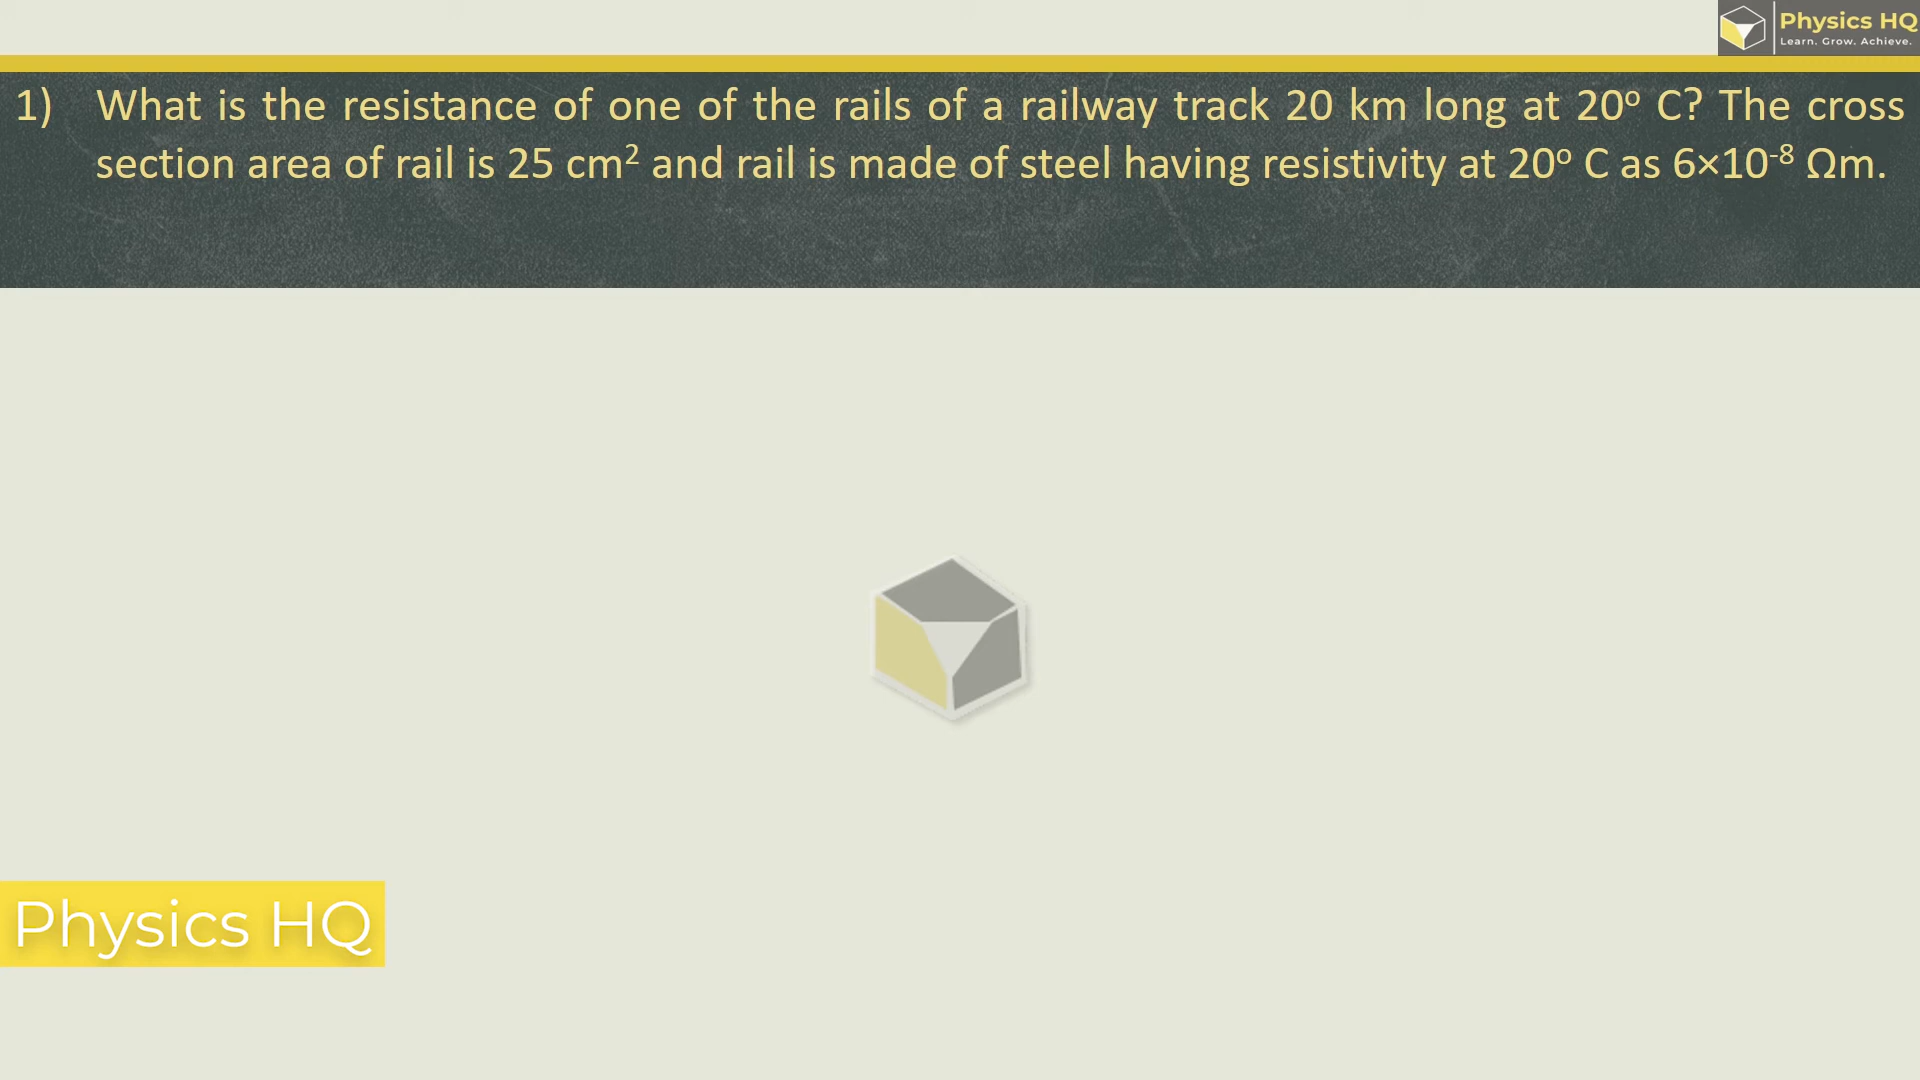 Physics HQ
Learn. Grow. Achieve.
1) What is the resistance of one of the rails of a railway track 20 km long at 20º C? The cross
section area of rail is 25 cm² and rail is made of steel having resistivity at 20º C as 6×10⁻⁸ Ωm.
Physics HQ